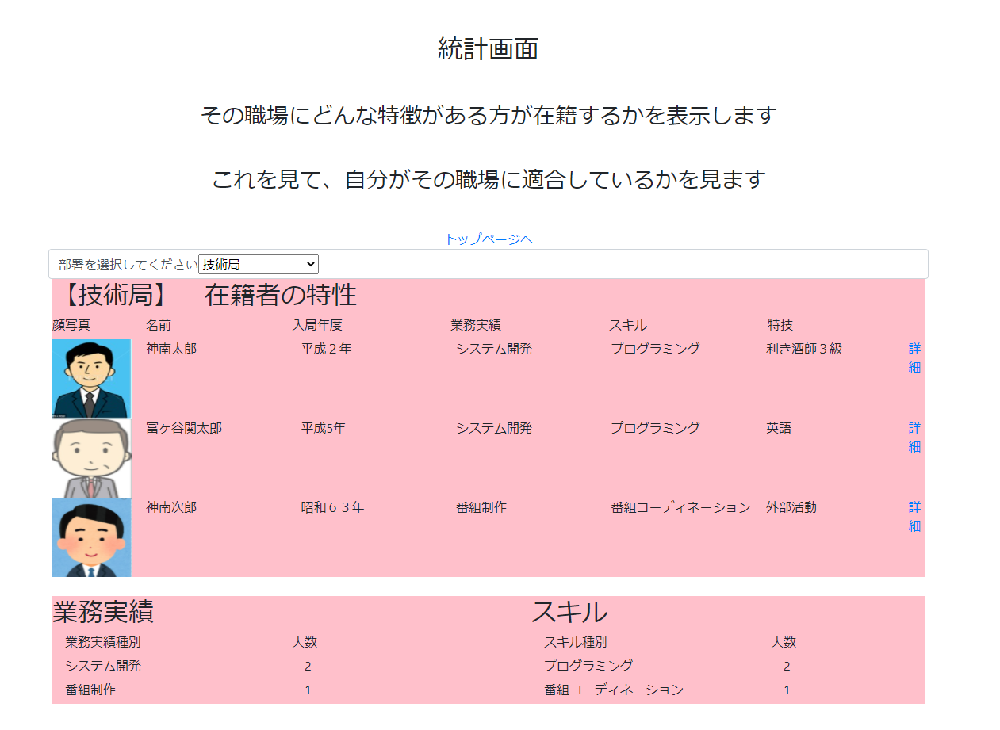 統計画面
その職場にどんな特徴がある方が在籍するかを表示します
これを見て、自分がその職場に適合しているかを見ます
トップページへ
部署を選択してください 技術局
【技術局】　在籍者の特性
顔写真 名前 入局年度 業務実績 スキル 特技
神南太郎 平成２年 システム開発 プログラミング 利き酒師３級 詳細
富ヶ谷関太郎 平成5年 システム開発 プログラミング 英語 詳細
神南次郎 昭和６３年 番組制作 番組コーディネーション 外部活動 詳細
業務実績 スキル
業務実績種別 人数 スキル種別 人数
システム開発 2 プログラミング 2
番組制作 1 番組コーディネーション 1